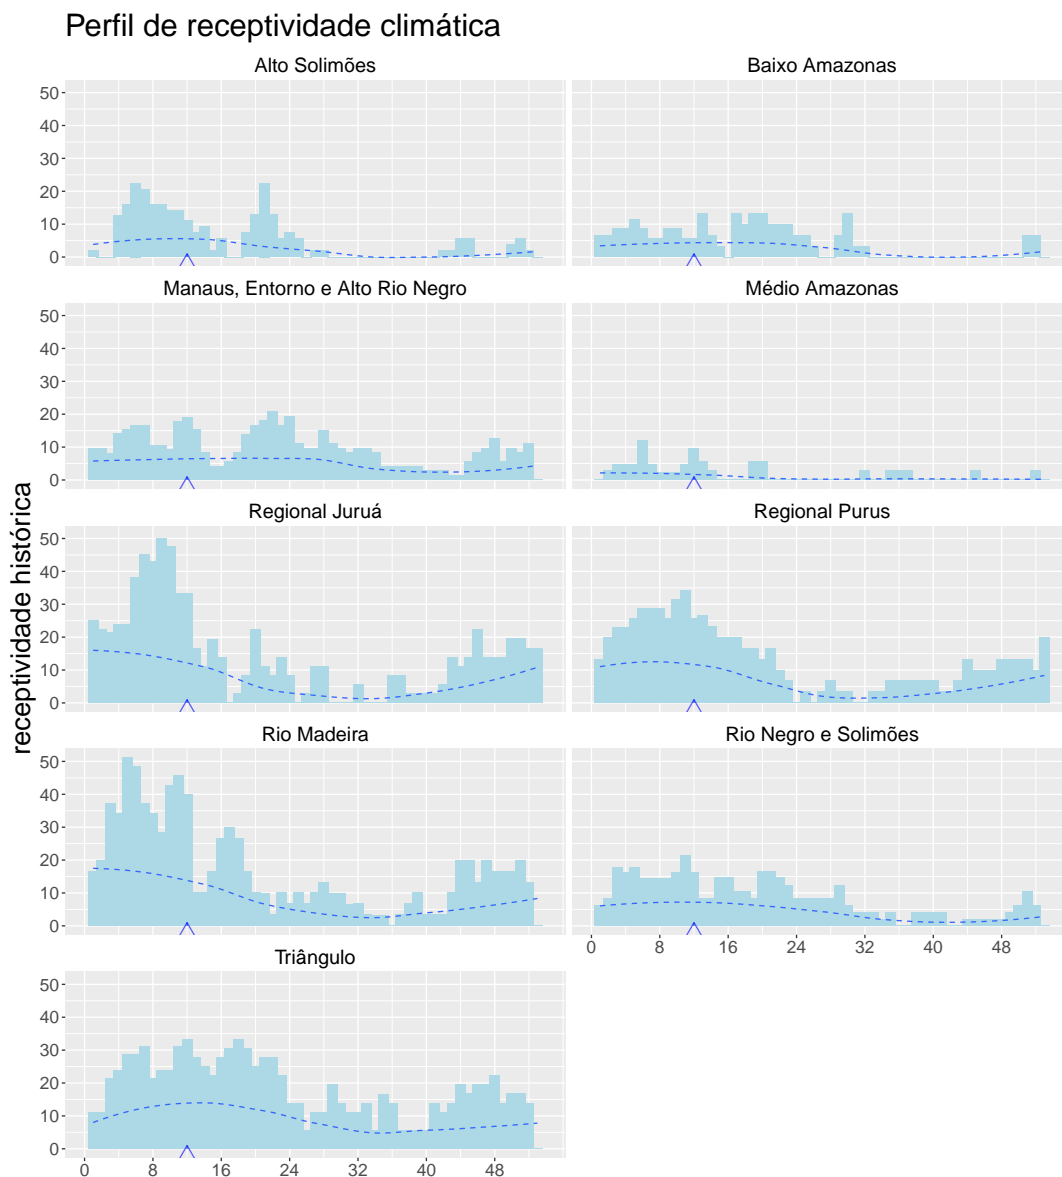 Perfil de receptividade climática
Alto Solimões
Baixo Amazonas
50
40
30
20
10
0
Manaus, Entorno e Alto Rio Negro
Médio Amazonas
50
40
30
20
10
0
Regional Juruá
Regional Purus
50
40
30
20
10
0
receptividade histórica
Rio Madeira
Rio Negro e Solimões
50
40
30
20
10
0
0 8 16 24 32 40 48
Triângulo
50
40
30
20
10
0
0 8 16 24 32 40 48